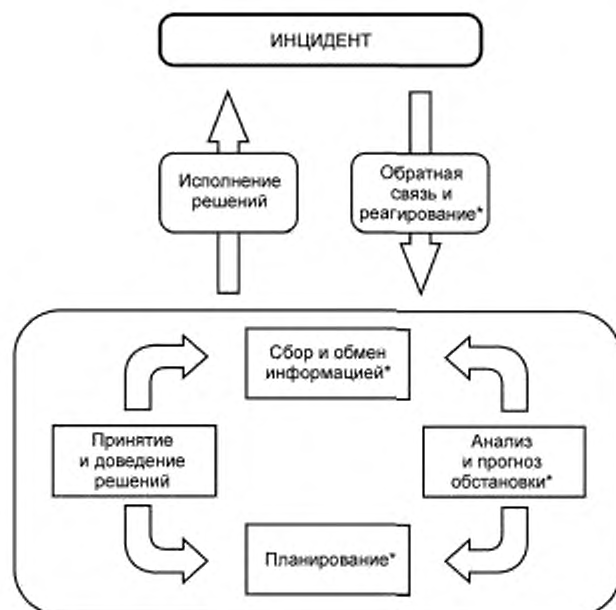 ИНЦИДЕНТ
Исполнение
решений
Обратная
связь и
реагирование*
Сбор и обмен
информацией*
Принятие
и доведение
решений
Анализ
и прогноз
обстановки*
Планирование*